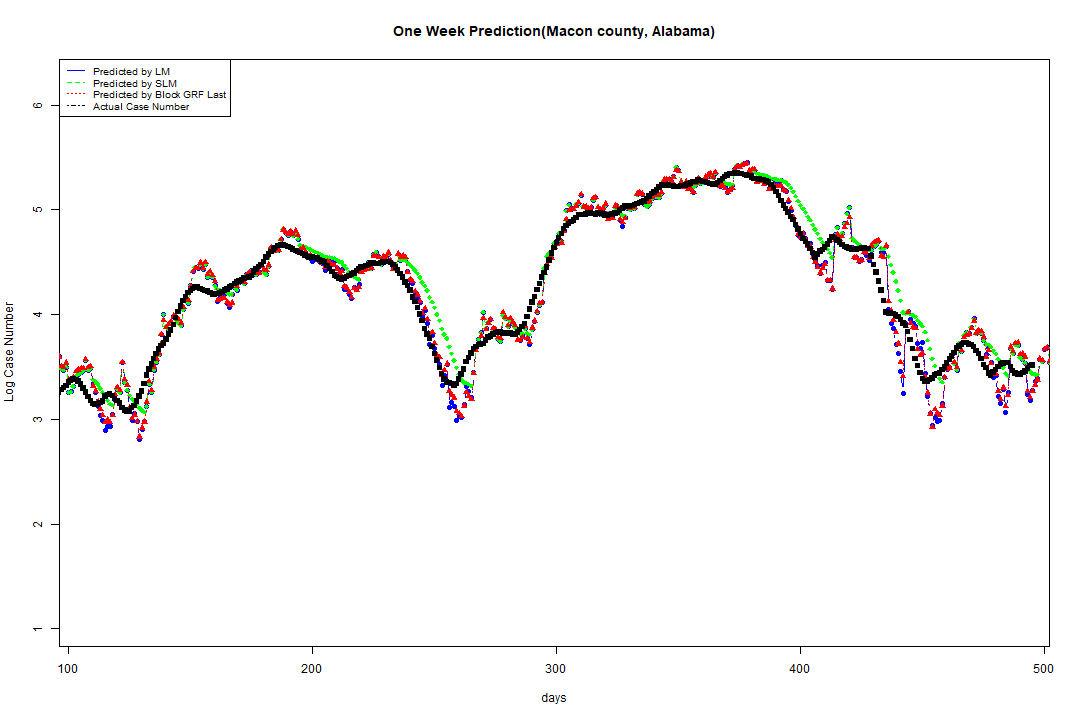 One Week Prediction(Macon county, Alabama)
Predicted by LM
Predicted by SLM
Predicted by Block GRF Last
Actual Case Number
6
5
4
3
2
1
Log Case Number
100 200 300 400 500
days